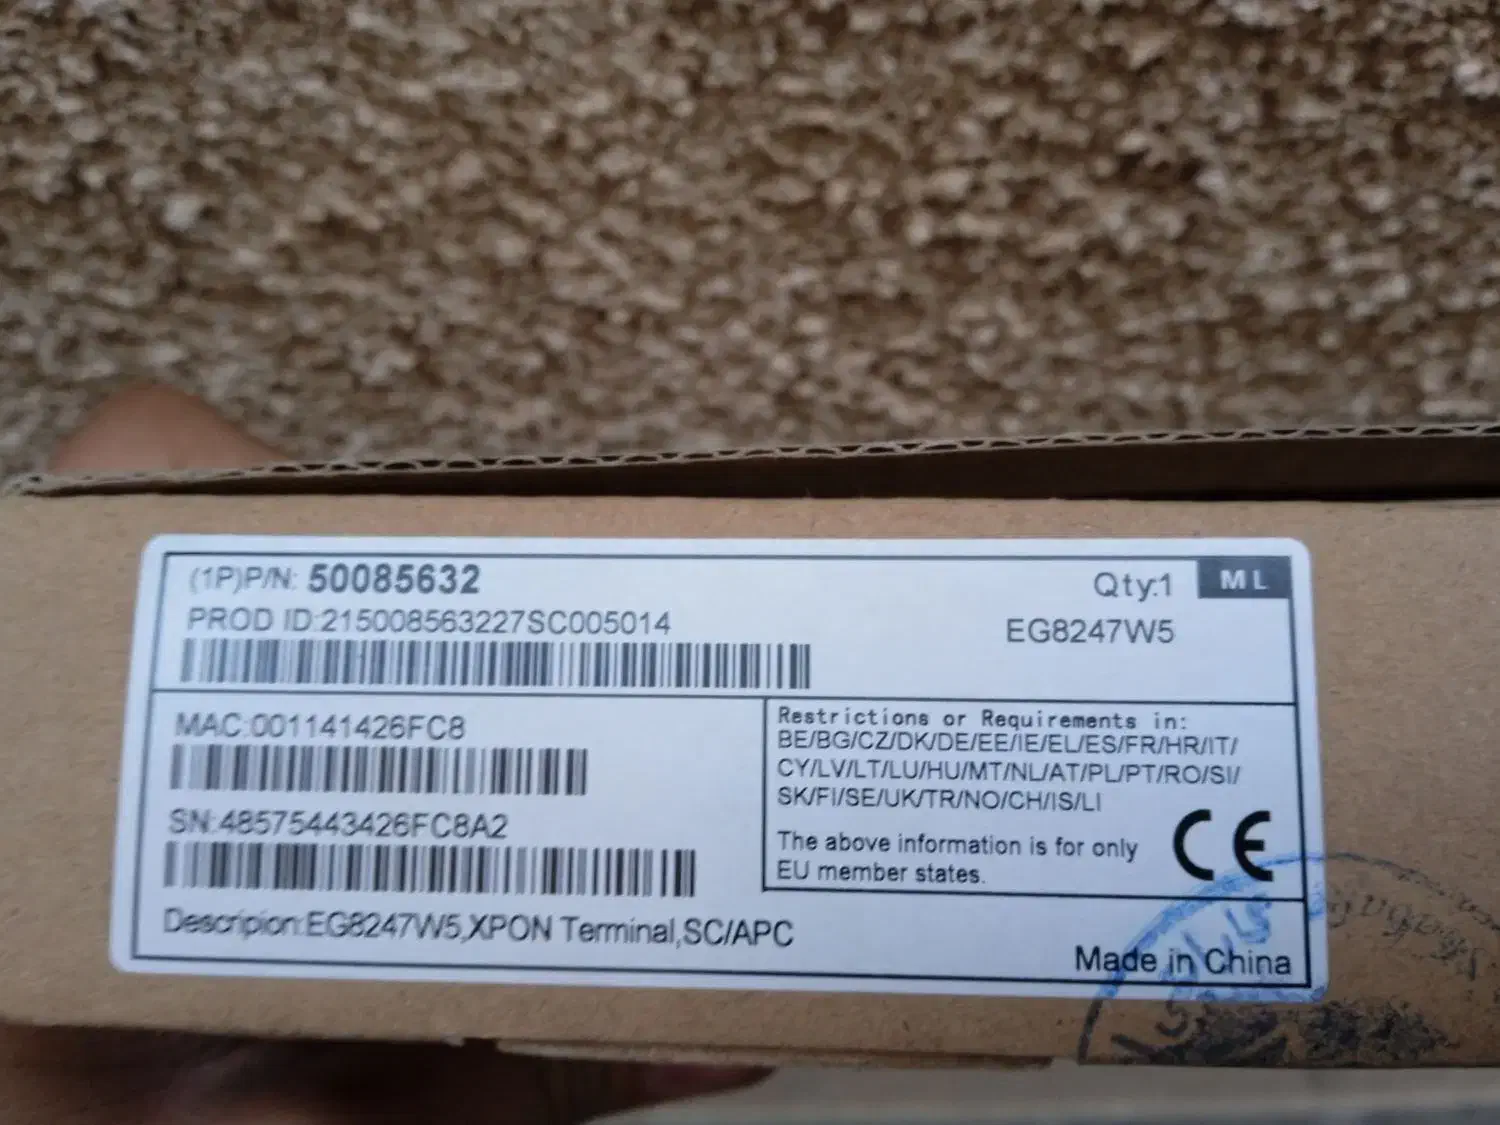 (1P)P/N: 50085632
Qty:1
ML
PROD ID:215008563227SC005014
EG8247W5
MAC:001141426FC8
SN:48575443426FC8A2
Descripion:EG8247W5,XPON Terminal,SC/APC
Restrictions or Requirements in:
BE/BG/CZ/DK/DE/EE/IE/EL/ES/FR/HR/IT/
CY/LV/LT/LU/HU/MT/NL/AT/PL/PT/RO/SI/
SK/FI/SE/UK/TR/NO/CH/IS/LI
The above information is for only
EU member states.
CE
Made in China